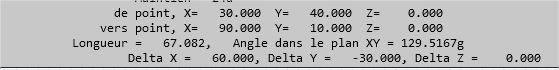 de point, X= 30.000 Y= 40.000 Z= 0.000
vers point, X= 90.000 Y= 10.000 Z= 0.000
Longueur = 67.082, Angle dans le plan XY = 129.5167g
Delta X = 60.000, Delta Y = -30.000, Delta Z = 0.000